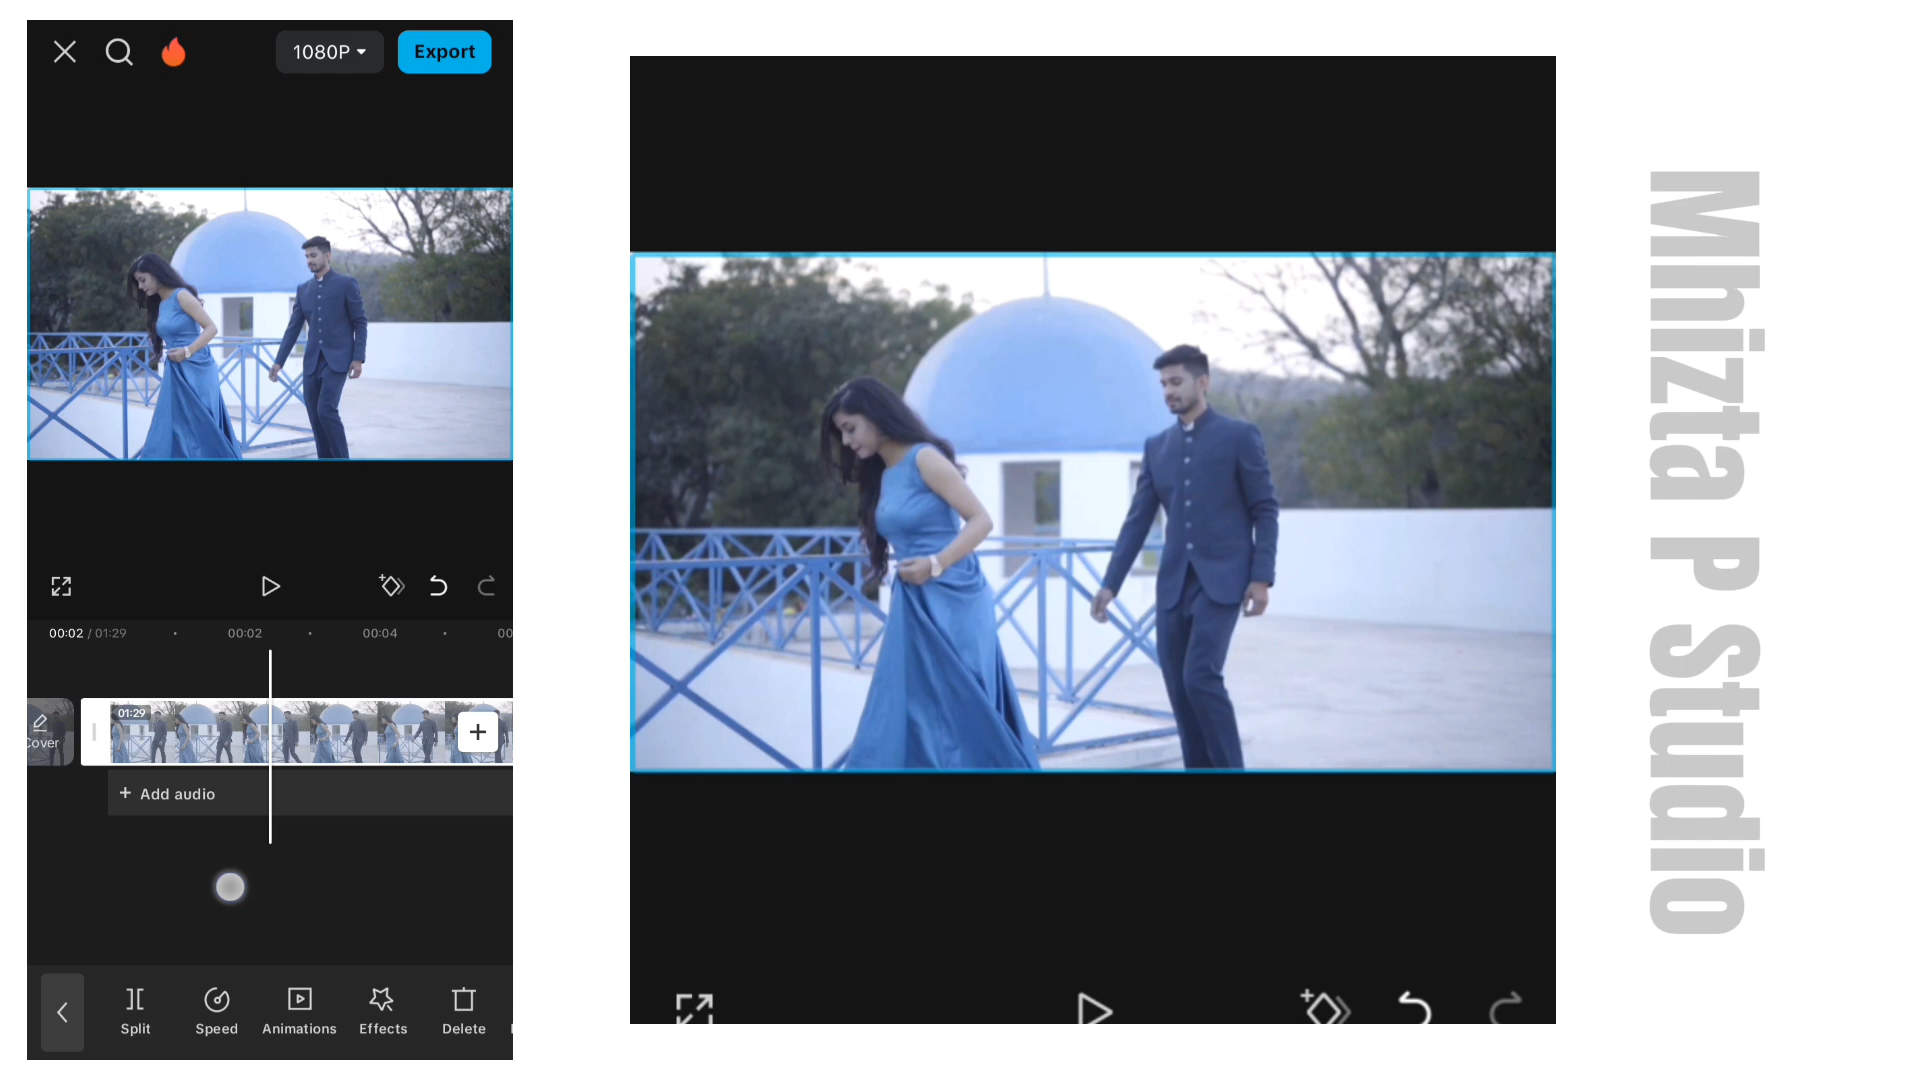 1080P
Export
00:02 / 01:29
00:02
00:04
00
01:29
Cover
+ Add audio
Split
Speed
Animations
Effects
Delete
Mhizta P Studio